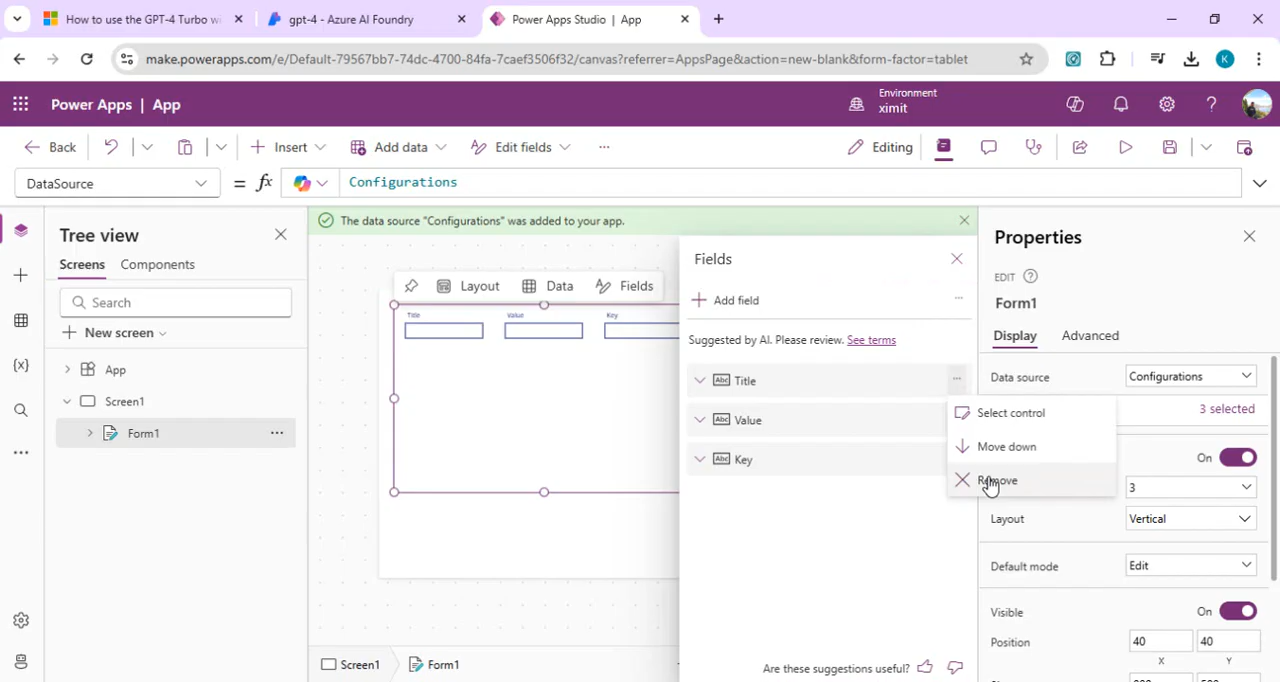 How to use the GPT-4 Turbo w
gpt-4 - Azure AI Foundry
Power Apps Studio | App
make.powerapps.com/e/Default-79567bb7-74dc-4700-84fa-7caef3506f32/canvas?referrer=AppsPage&action=new-blank&form-factor=tablet
K
Power Apps | App
Environment
ximit
Back
Insert
Add data
Edit fields
...
Editing
DataSource
=
fx
Configurations
Tree view
Screens
Components
Search
New screen
App
Screen1
Form1
The data source "Configurations" was added to your app.
Layout
Data
Fields
Title
Value
Key
Fields
Add field
Suggested by AI. Please review. See terms
Abc Title
Abc Value
Abc Key
Select control
Move down
Remove
Are these suggestions useful?
Screen1
Form1
Properties
EDIT
Form1
Display
Advanced
Data source
Configurations
3 selected
On
3
Layout
Vertical
Default mode
Edit
Visible
On
Position
40
40
X
Y